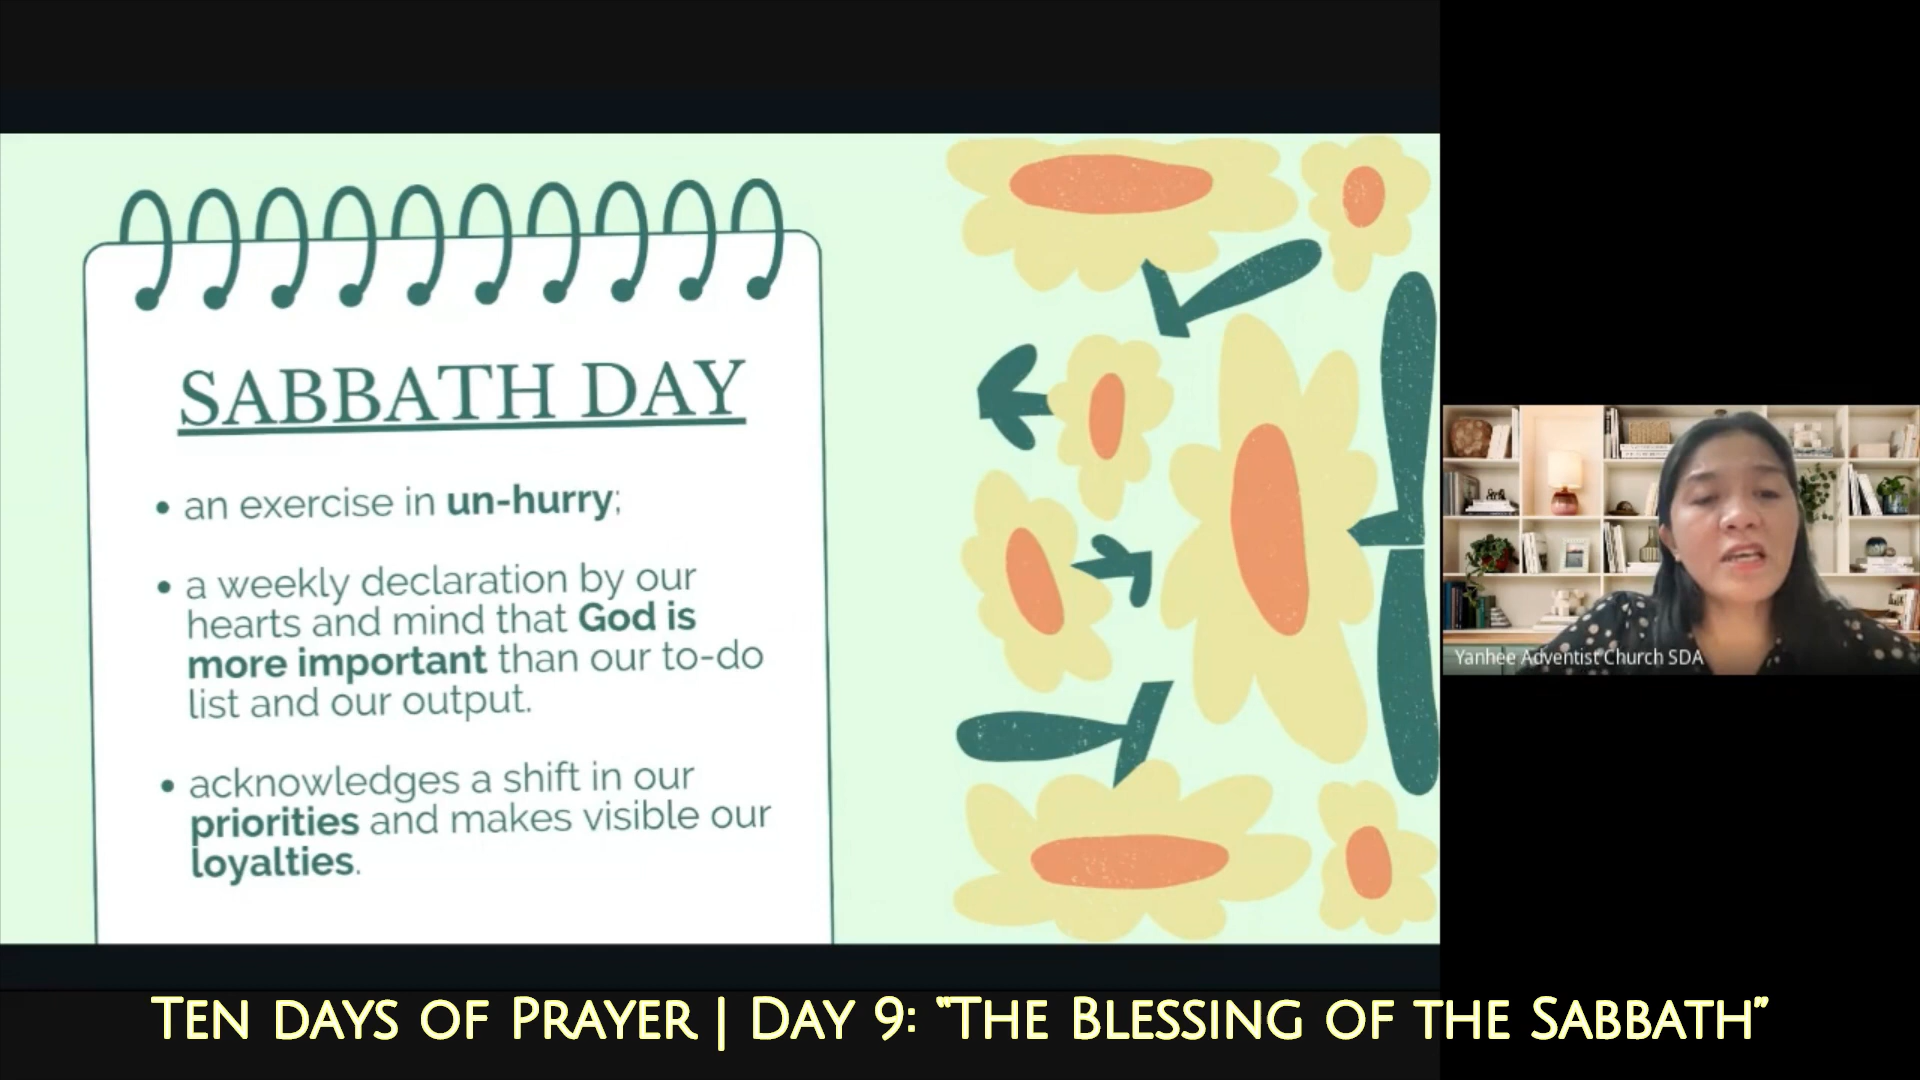 SABBATH DAY
• an exercise in un-hurry;
• a weekly declaration by our
hearts and mind that God is
more important than our to-do
list and our output.
• acknowledges a shift in our
priorities and makes visible our
loyalties.
Yanhee Adventist Church SDA
Ten days of Prayer | Day 9: "The Blessing of the Sabbath"